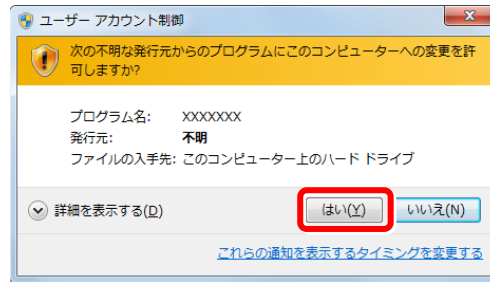 ユーザー アカウント制御
次の不明な発行元からのプログラムにこのコンピューターへの変更を許
可しますか?
プログラム名: XXXXXXX
発行元: 不明
ファイルの入手先: このコンピューター上のハード ドライブ
詳細を表示する(D)
はい(Y)
いいえ(N)
これらの通知を表示するタイミングを変更する